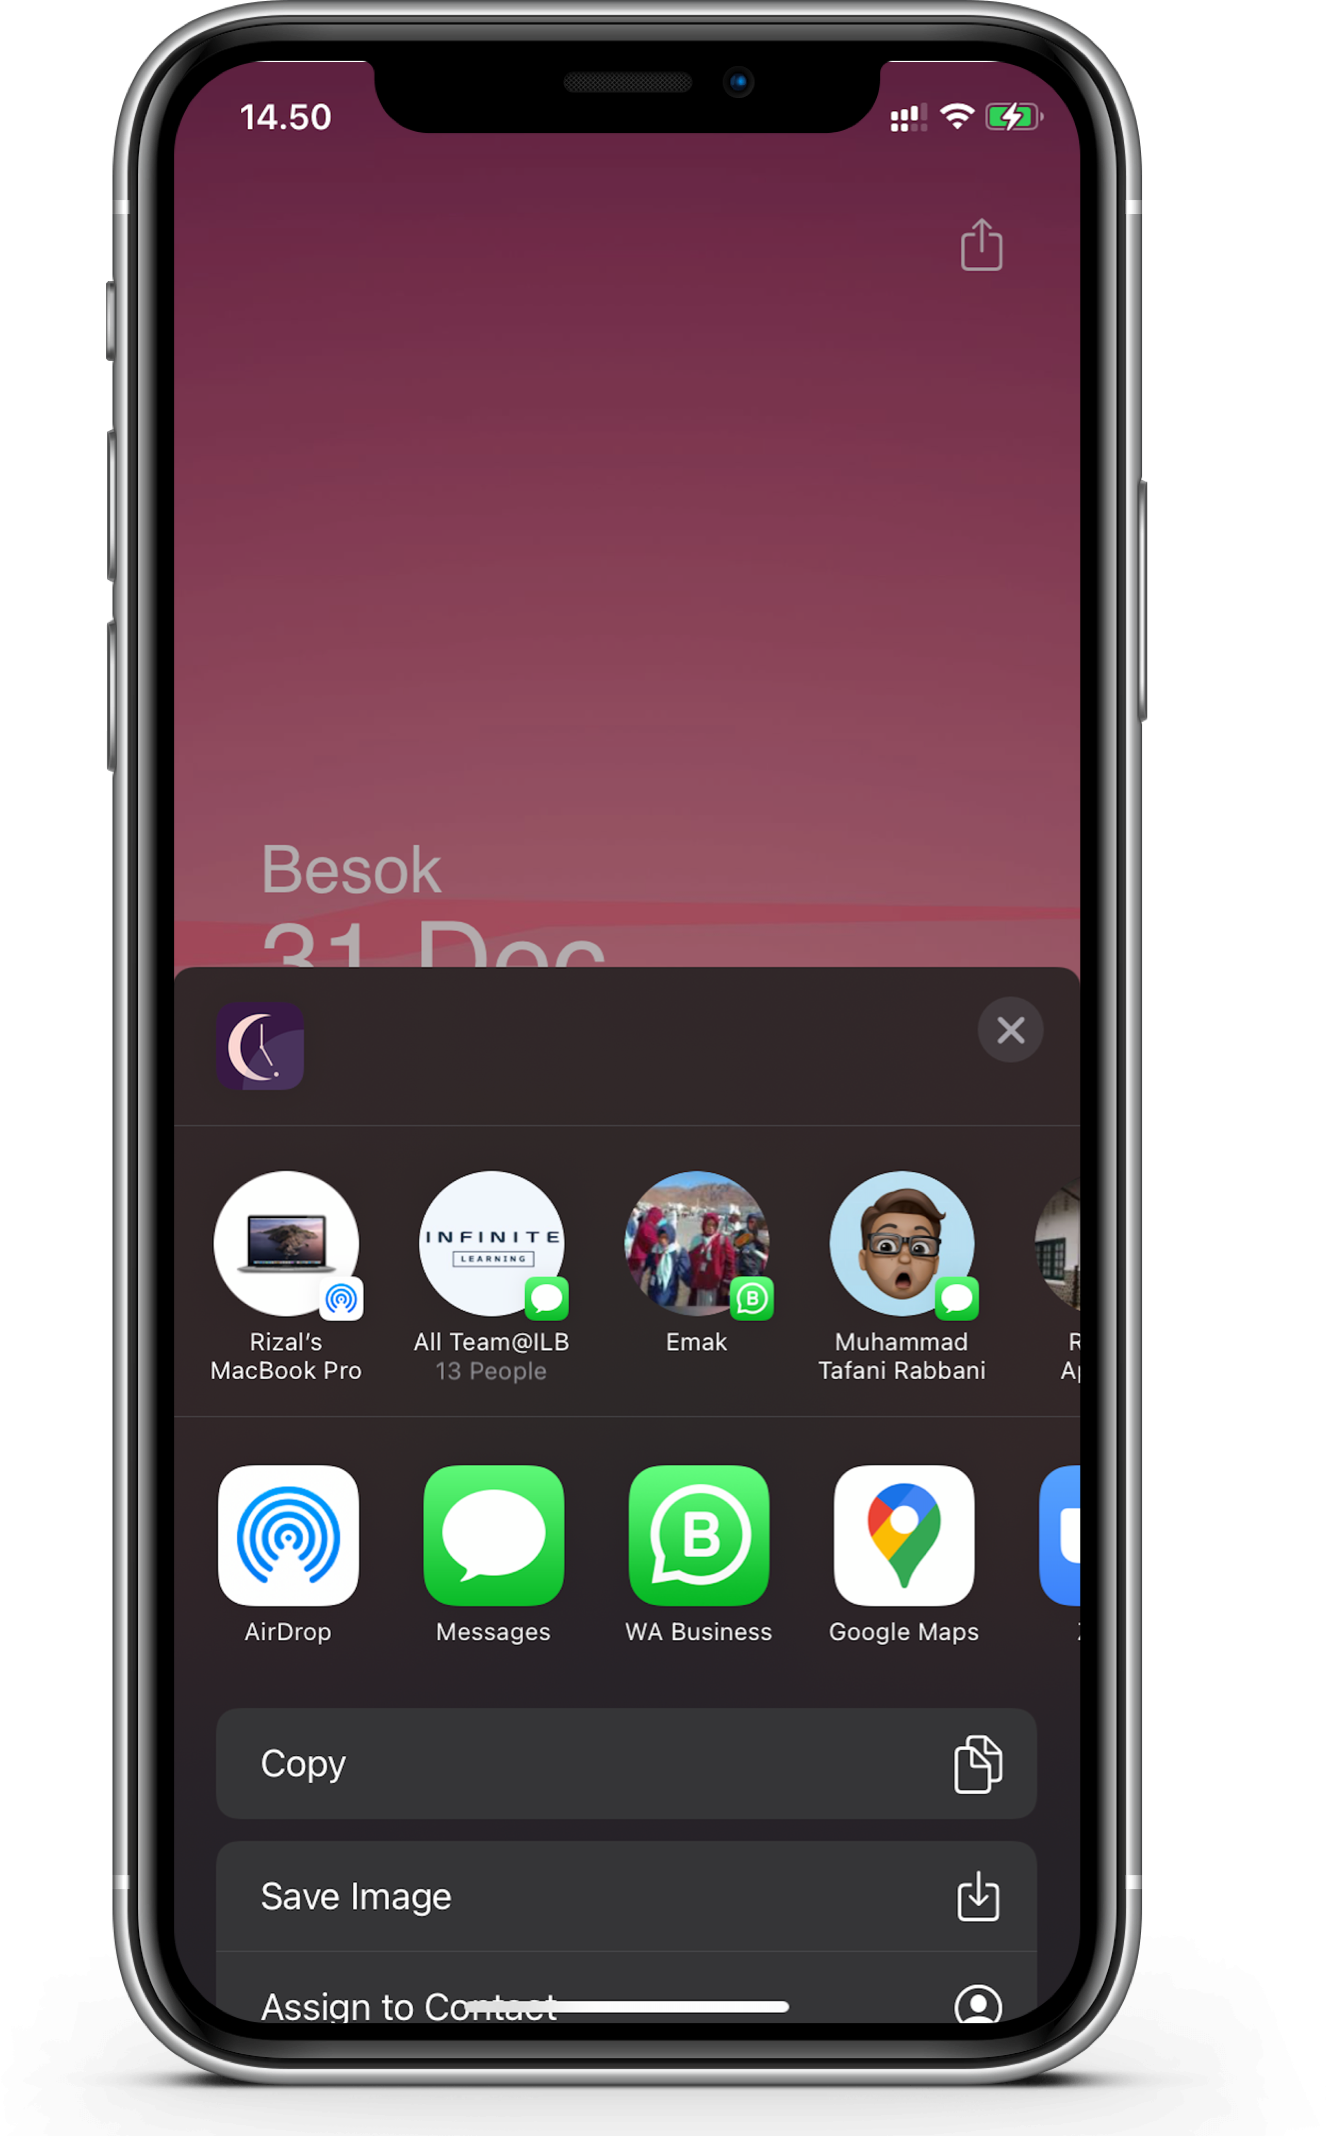 14.50
Besok
31 Dec
INFINITE
LEARNING
Rizal’s
MacBook Pro
All Team@ILB
13 People
Emak
Muhammad
Tafani Rabbani
B
AirDrop
Messages
WA Business
Google Maps
Copy
Save Image
Assign to Contact